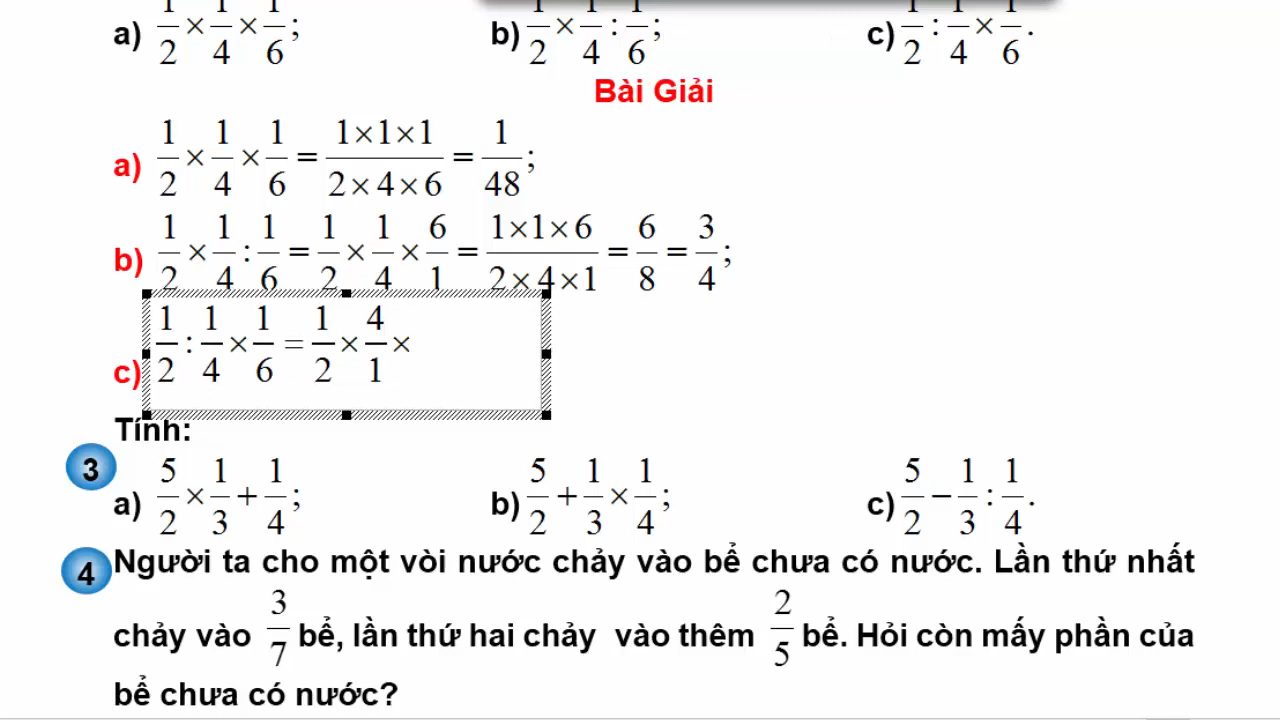 a) 1/2 × 1/4 × 1/6; b) 1/2 × 1/4 : 1/6; c) 1/2 : 1/4 × 1/6.
Bài Giải
a) 1/2 × 1/4 × 1/6 = (1×1×1)/(2×4×6) = 1/48;
b) 1/2 × 1/4 : 1/6 = 1/2 × 1/4 × 6/1 = (1×1×6)/(2×4×1) = 6/8 = 3/4;
c) 1/2 : 1/4 × 1/6 = 1/2 × 4/1 ×
Tính:
3
a) 5/2 × 1/3 + 1/4; b) 5/2 + 1/3 × 1/4; c) 5/2 − 1/3 : 1/4.
4 Người ta cho một vòi nước chảy vào bể chưa có nước. Lần thứ nhất
chảy vào 3/7 bể, lần thứ hai chảy vào thêm 2/5 bể. Hỏi còn mấy phần của
bể chưa có nước?